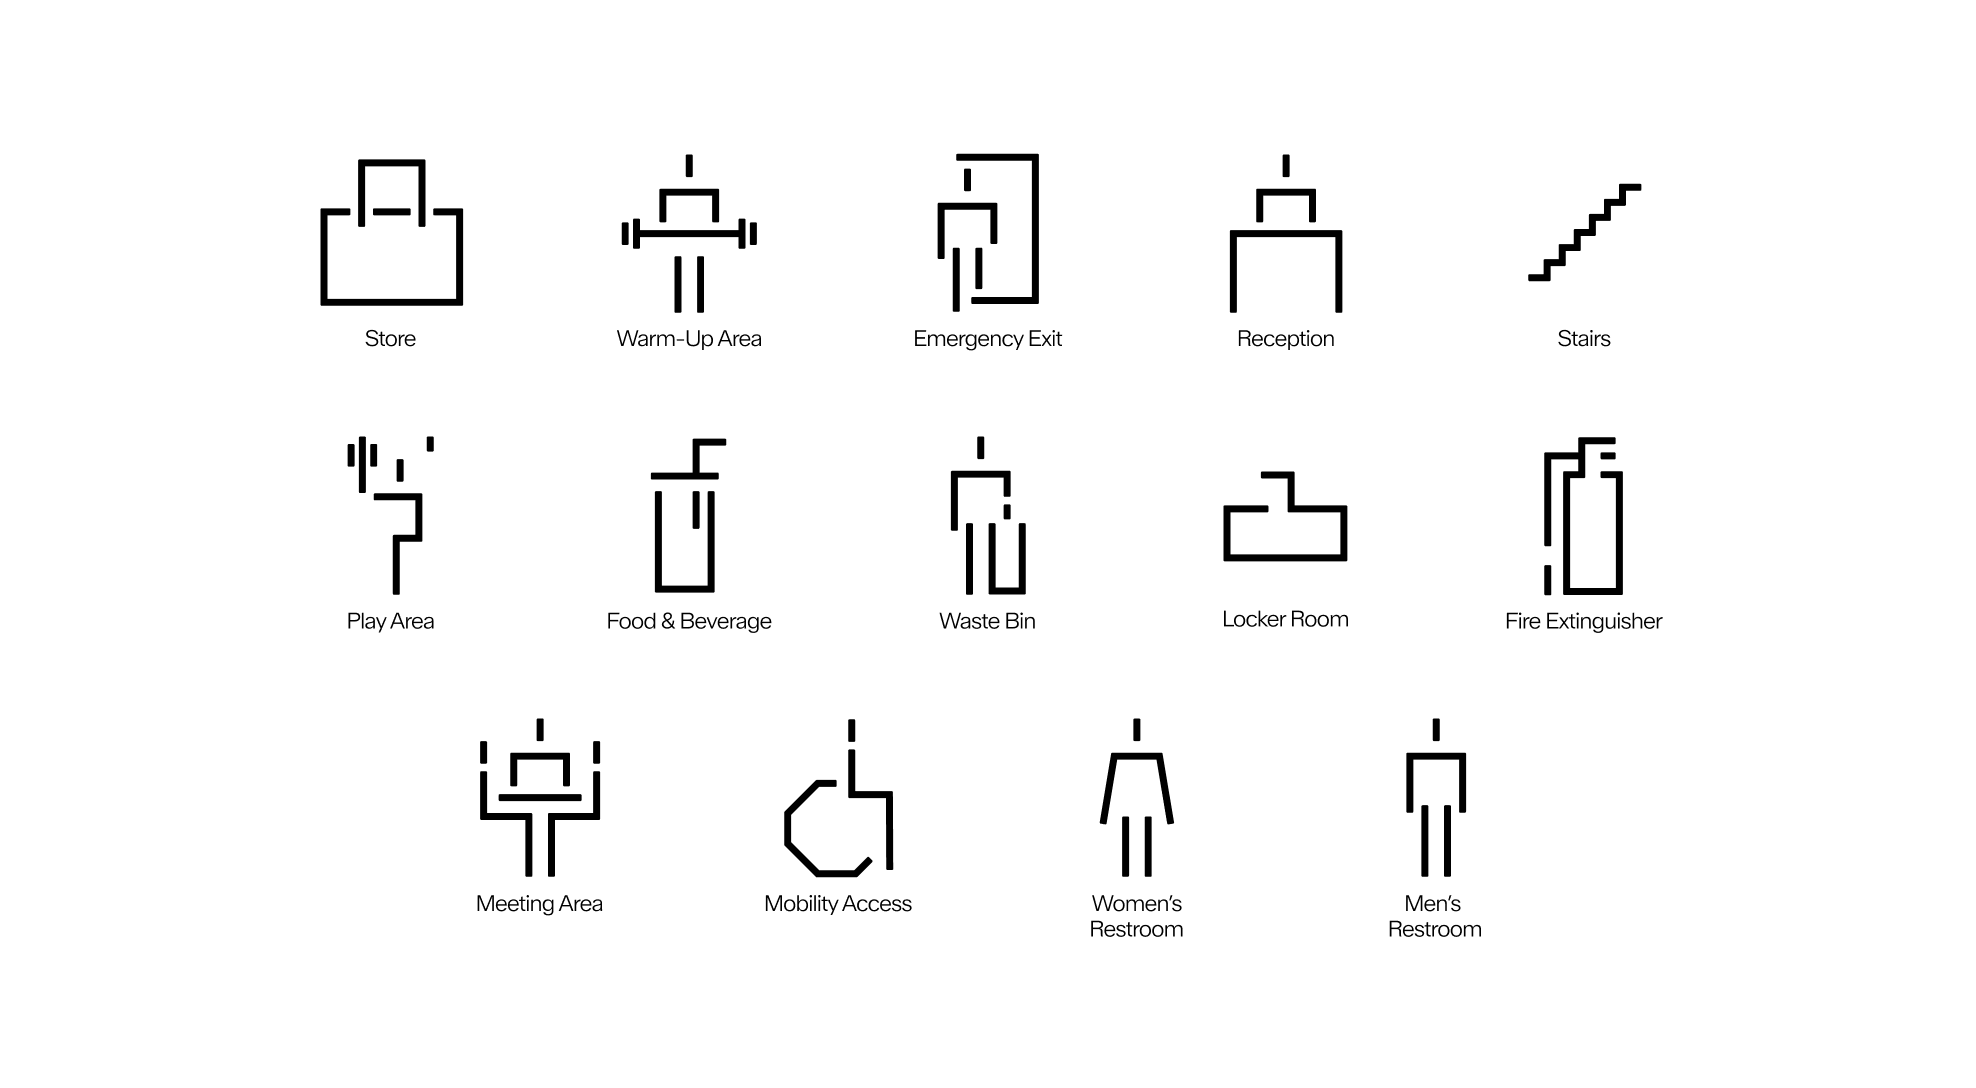 Store
Warm-Up Area
Emergency Exit
Reception
Stairs
Play Area
Food & Beverage
Waste Bin
Locker Room
Fire Extinguisher
Meeting Area
Mobility Access
Women’s
Restroom
Men’s
Restroom